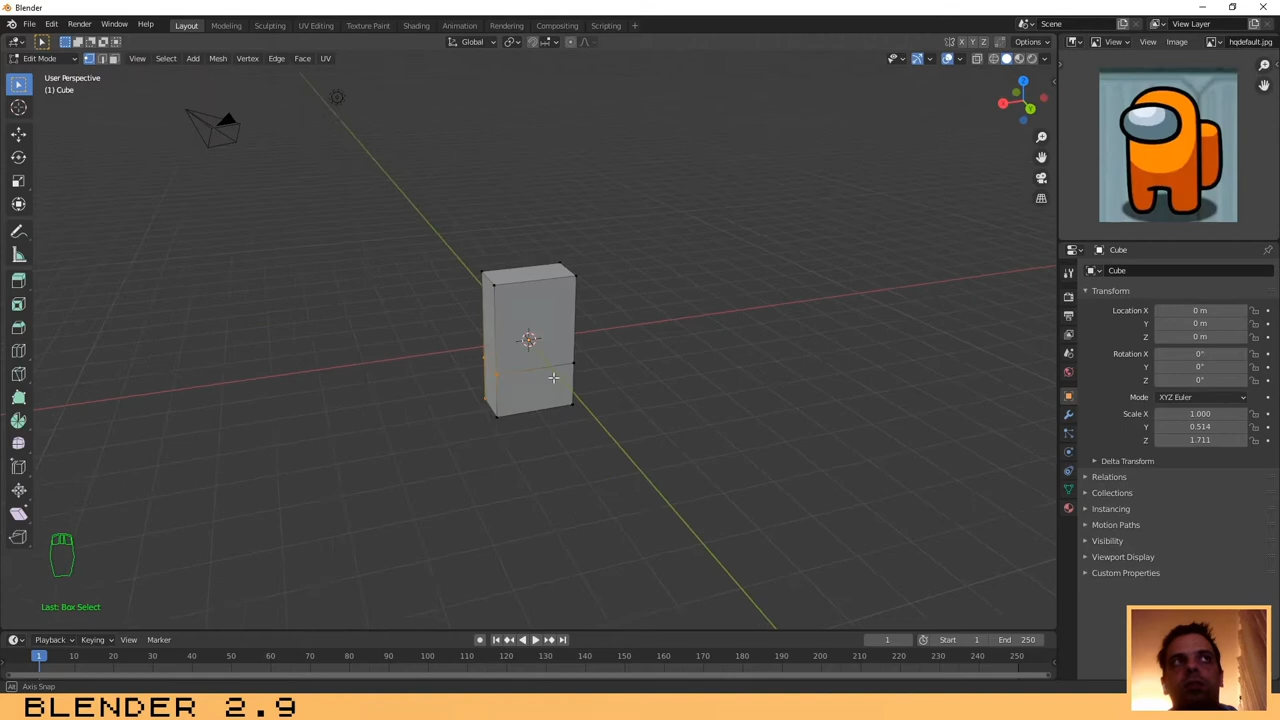 Blender
File Edit Render Window Help
Layout Modeling Sculpting UV Editing Texture Paint Shading Animation Rendering Compositing Scripting +
Scene View Layer
Global X Y Z Options View View Image hqdefault.jpg
Edit Mode View Select Add Mesh Vertex Edge Face UV
User Perspective
(1) Cube
X Y Z
Cube
Cube
Transform
Location X 0 m
Y 0 m
Z 0 m
Rotation X 0°
Y 0°
Z 0°
Mode XYZ Euler
Scale X 1.000
Y 0.514
Z 1.711
Delta Transform
Relations
Collections
Instancing
Motion Paths
Visibility
Viewport Display
Custom Properties
Last: Box Select
Playback Keying View Marker 1 Start 1 End 250
1 10 20 30 40 50 60 70 80 90 100 110 120 130 140 150 160 170 180 190 200 210 220 230 240 250
Axis Snap
BLENDER 2.9